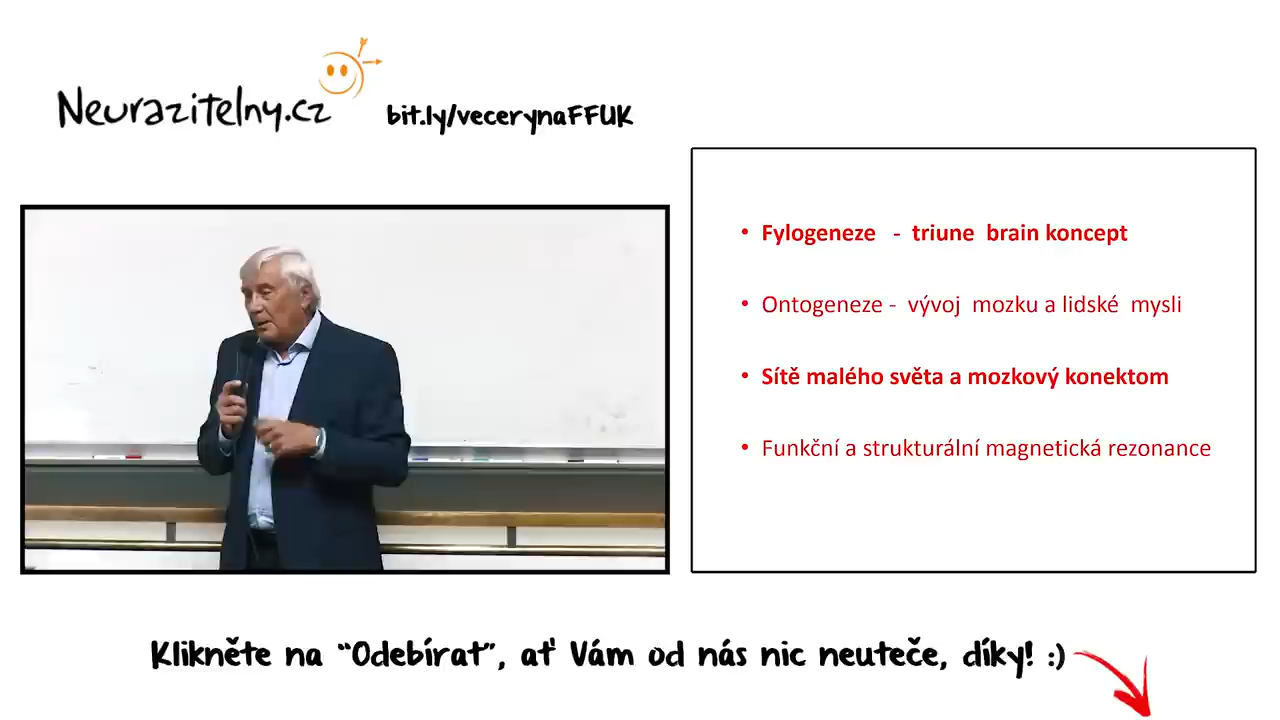 Neurazitelny.cz
bit.ly/vecerynaFFUK
• Fylogeneze - triune brain koncept
• Ontogeneze - vývoj mozku a lidské mysli
• Sítě malého světa a mozkový konektom
• Funkční a strukturální magnetická rezonance
Klikněte na “Odebírat”, ať Vám od nás nic neuteče, díky! :)